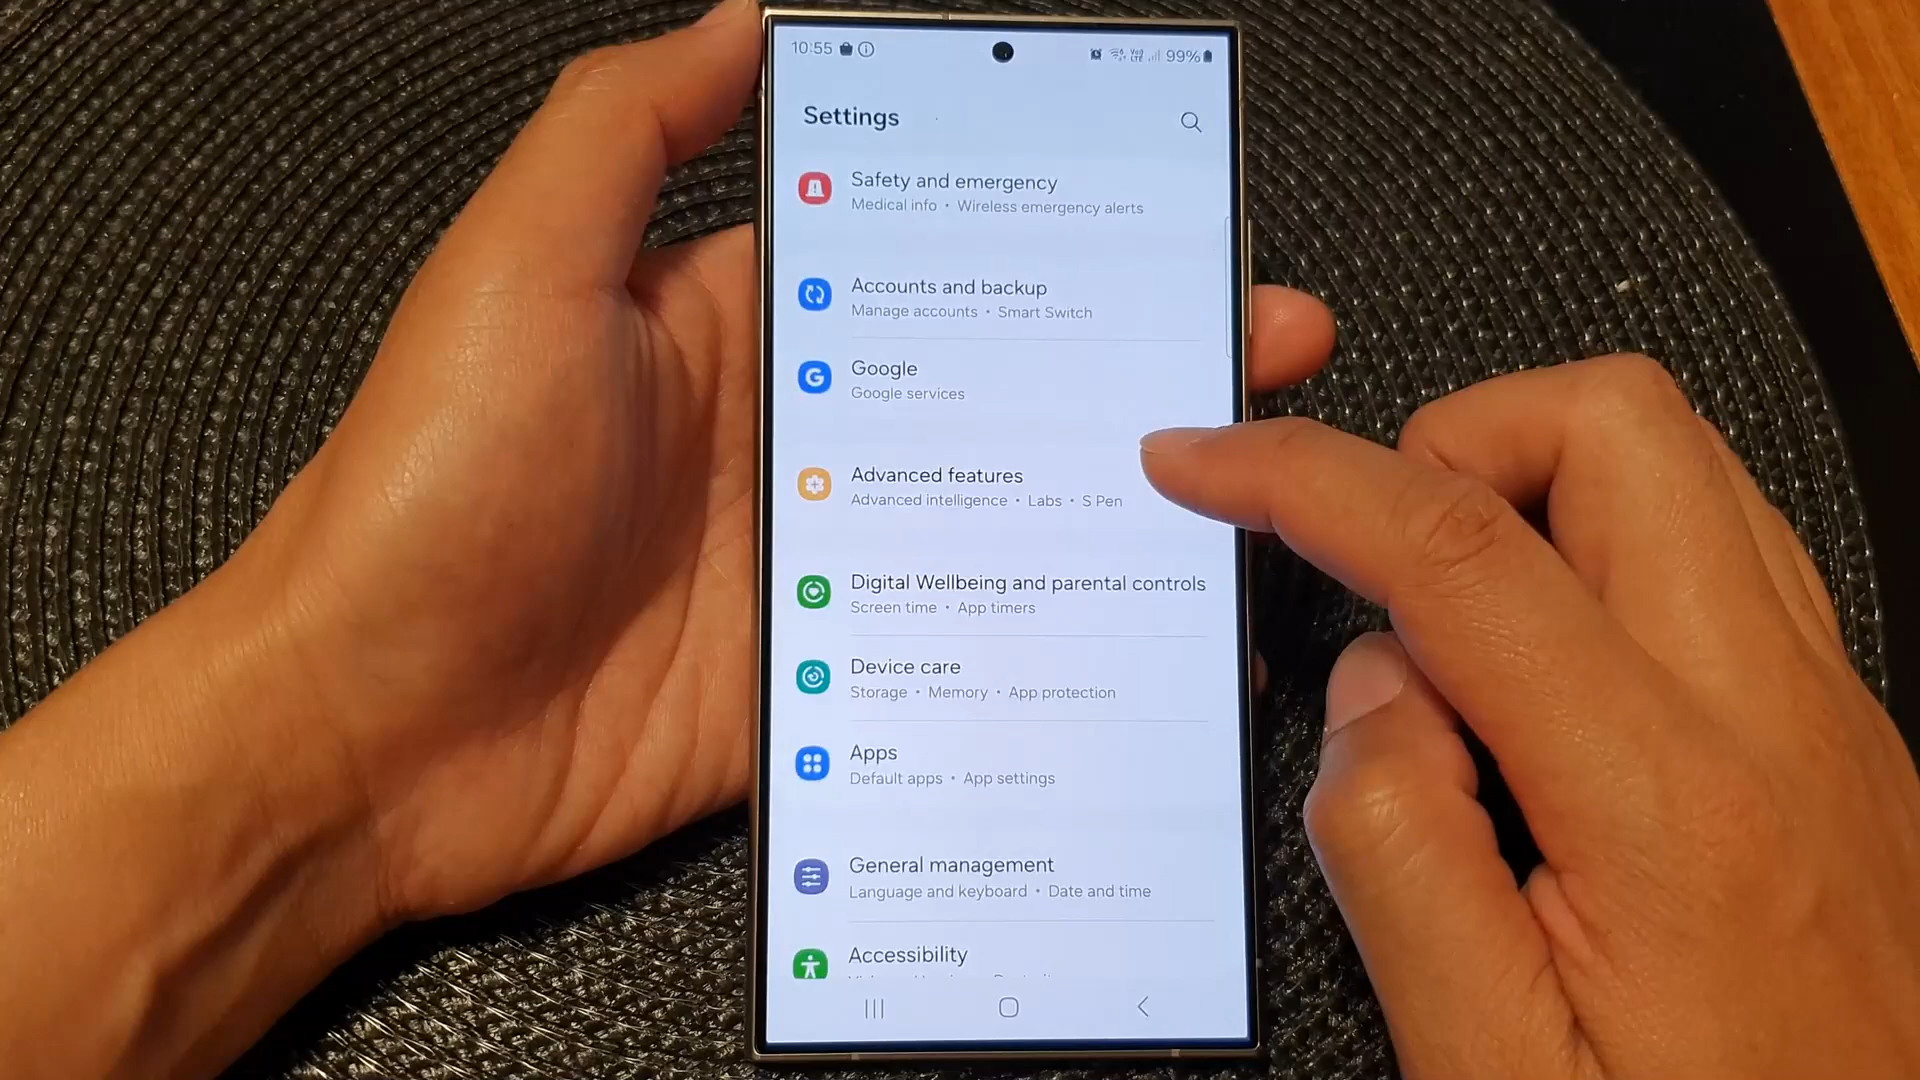 10:55
Vo)) LTE 99%
Settings
Safety and emergency
Medical info • Wireless emergency alerts
Accounts and backup
Manage accounts • Smart Switch
Google
Google services
Advanced features
Advanced intelligence • Labs • S Pen
Digital Wellbeing and parental controls
Screen time • App timers
Device care
Storage • Memory • App protection
Apps
Default apps • App settings
General management
Language and keyboard • Date and time
Accessibility